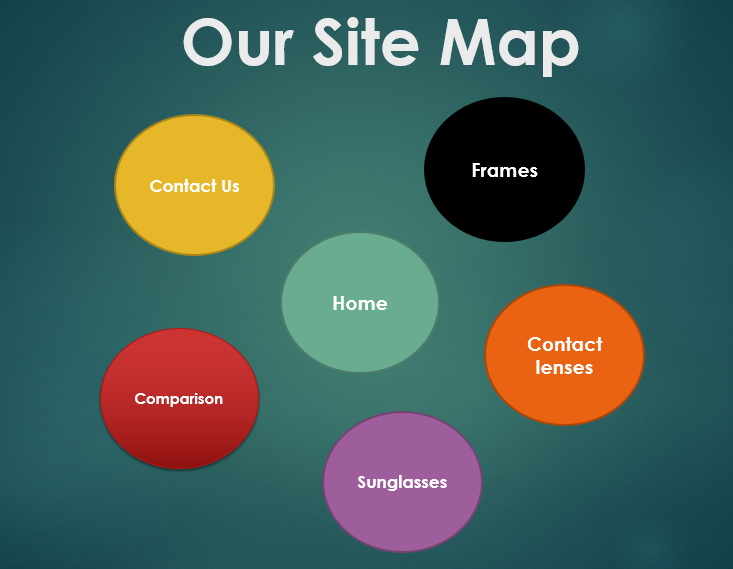 Our Site Map
Contact Us
Frames
Home
Contact
lenses
Comparison
Sunglasses